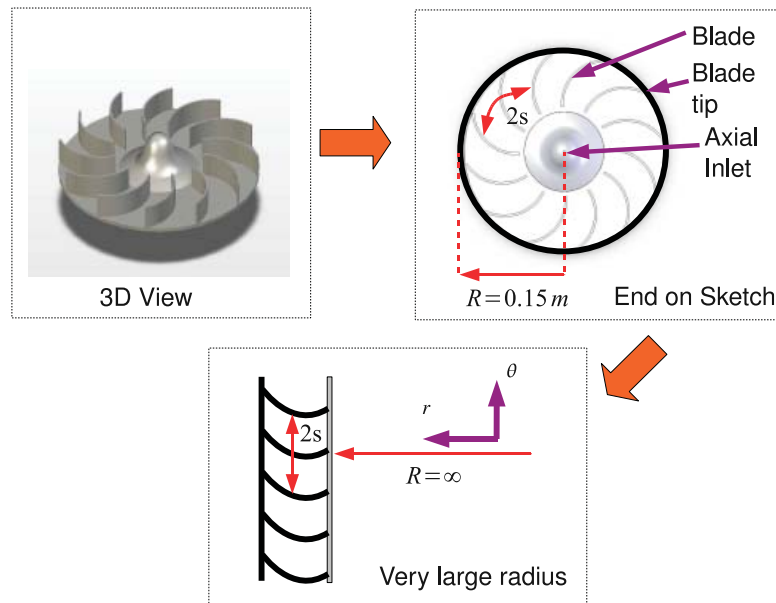 3D View
Blade
Blade
tip
Axial
Inlet
2s
R=0.15 m
End on Sketch
θ
r
2s
R=∞
Very large radius